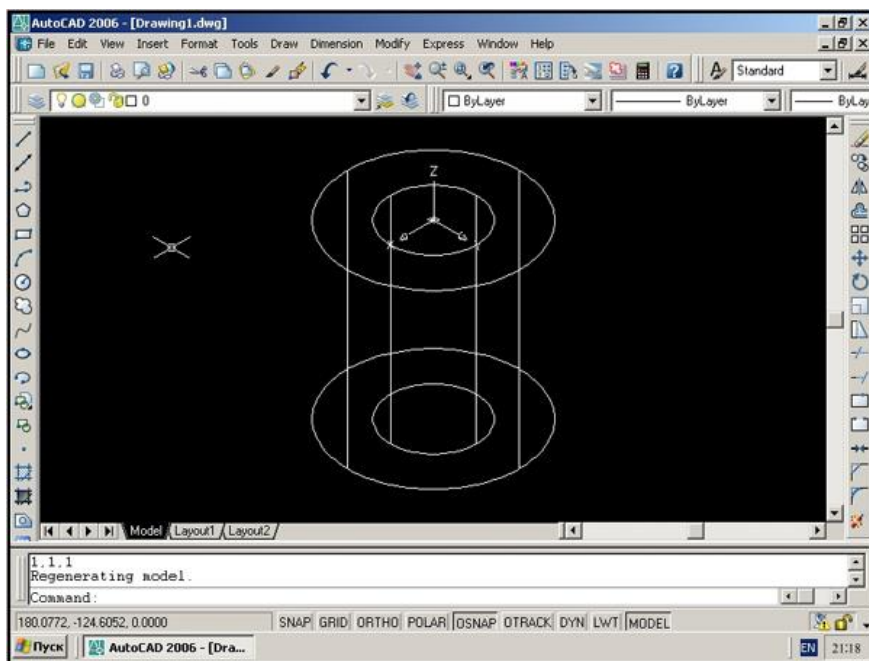 AutoCAD 2006 - [Drawing1.dwg]
File Edit View Insert Format Tools Draw Dimension Modify Express Window Help
Standard
0 ByLayer ByLayer ByLay
Z
X Y
Model Layout1 Layout2
1,1,1
Regenerating model.
Command:
180.0772, -124.6052, 0.0000 SNAP GRID ORTHO POLAR OSNAP OTRACK DYN LWT MODEL
Пуск AutoCAD 2006 - [Dra... EN 21:18